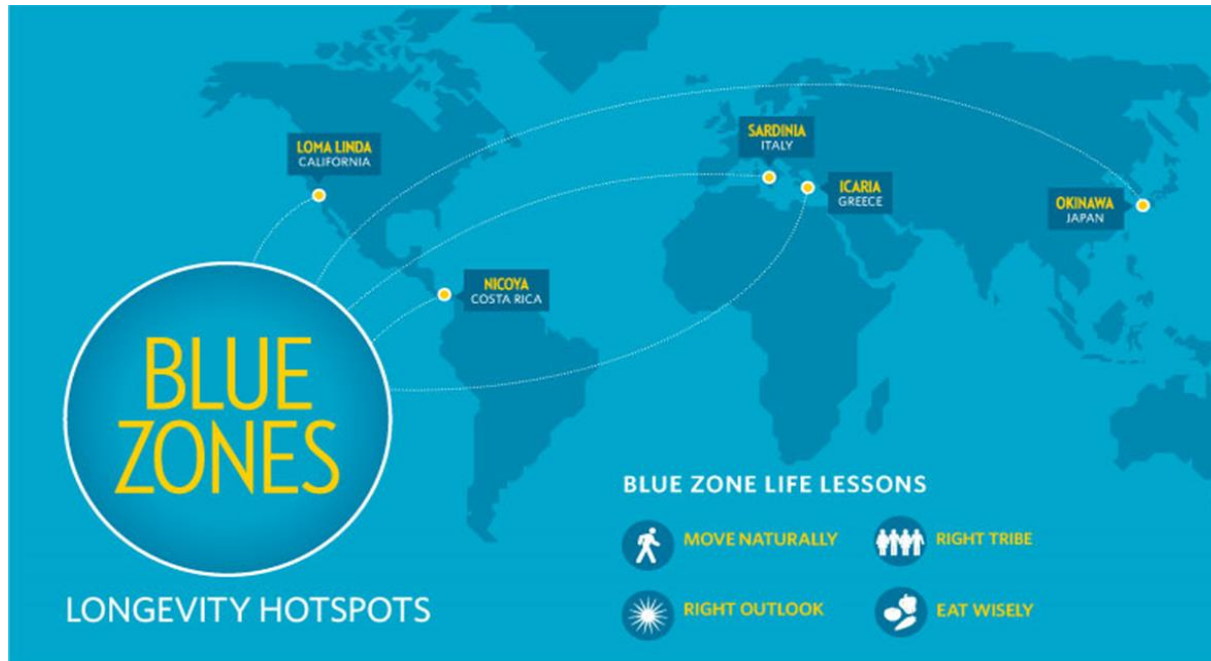 LOMA LINDA
CALIFORNIA
SARDINIA
ITALY
ICARIA
GREECE
OKINAWA
JAPAN
NICOYA
COSTA RICA
BLUE
ZONES
LONGEVITY HOTSPOTS
BLUE ZONE LIFE LESSONS
MOVE NATURALLY
RIGHT TRIBE
RIGHT OUTLOOK
EAT WISELY